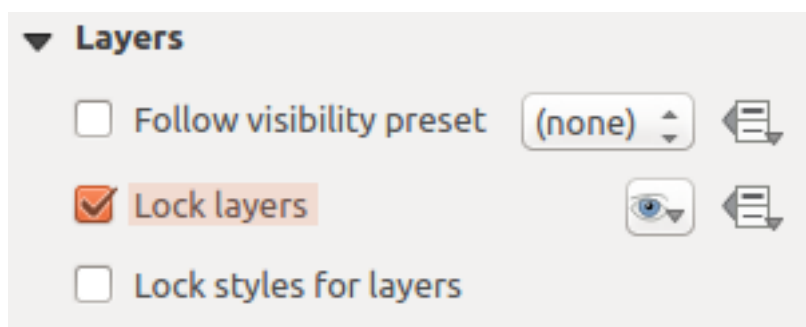 Layers
Follow visibility preset (none)
Lock layers
Lock styles for layers